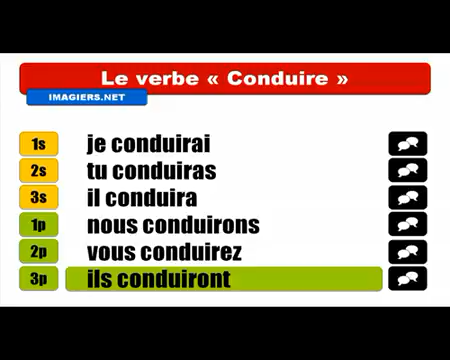 Le verbe « Conduire »
IMAGIERS.NET
1s je conduirai
2s tu conduiras
3s il conduira
1p nous conduirons
2p vous conduirez
3p ils conduiront